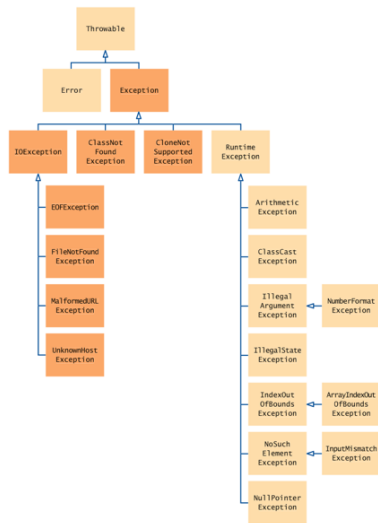 Throwable
Error
Exception
IOException
ClassNot
Found
Exception
CloneNot
Supported
Exception
Runtime
Exception
EOFException
FileNotFound
Exception
MalformedURL
Exception
UnknownHost
Exception
Arithmetic
Exception
ClassCast
Exception
Illegal
Argument
Exception
NumberFormat
Exception
IllegalState
Exception
IndexOut
OfBounds
Exception
ArrayIndexOut
OfBounds
Exception
NoSuch
Element
Exception
InputMismatch
Exception
NullPointer
Exception